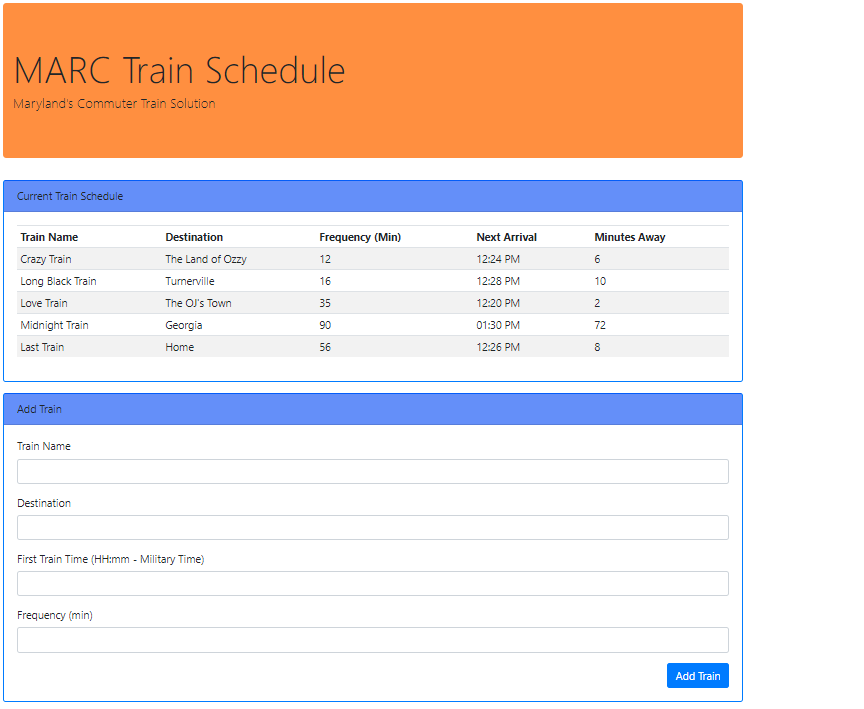 MARC Train Schedule
Maryland's Commuter Train Solution
Current Train Schedule
Train Name Destination Frequency (Min) Next Arrival Minutes Away
Crazy Train The Land of Ozzy 12 12:24 PM 6
Long Black Train Turnerville 16 12:28 PM 10
Love Train The OJ's Town 35 12:20 PM 2
Midnight Train Georgia 90 01:30 PM 72
Last Train Home 56 12:26 PM 8
Add Train
Train Name
Destination
First Train Time (HH:mm - Military Time)
Frequency (min)
Add Train